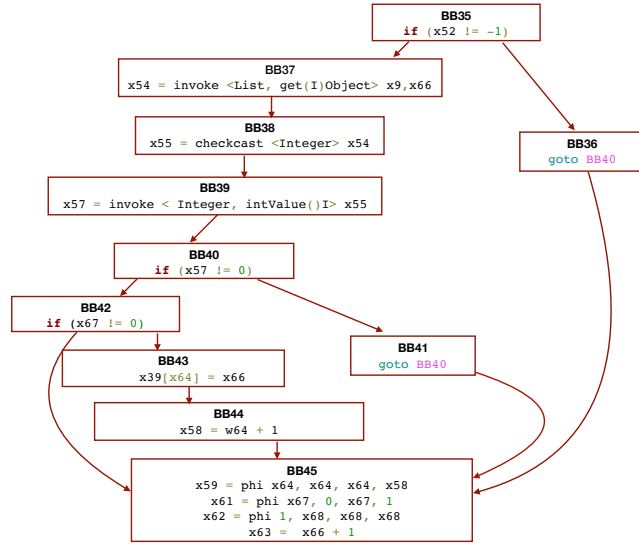 BB35
if (x52 != -1)
BB37
x54 = invoke <List, get(I)Object> x9,x66
BB38
x55 = checkcast <Integer> x54
BB36
goto BB40
BB39
x57 = invoke < Integer, intValue()I> x55
BB40
if (x57 != 0)
BB42
if (x67 != 0)
BB41
goto BB40
BB43
x39[x64] = x66
BB44
x58 = w64 + 1
BB45
x59 = phi x64, x64, x64, x58
x61 = phi x67, 0, x67, 1
x62 = phi 1, x68, x68, x68
x63 = x66 + 1